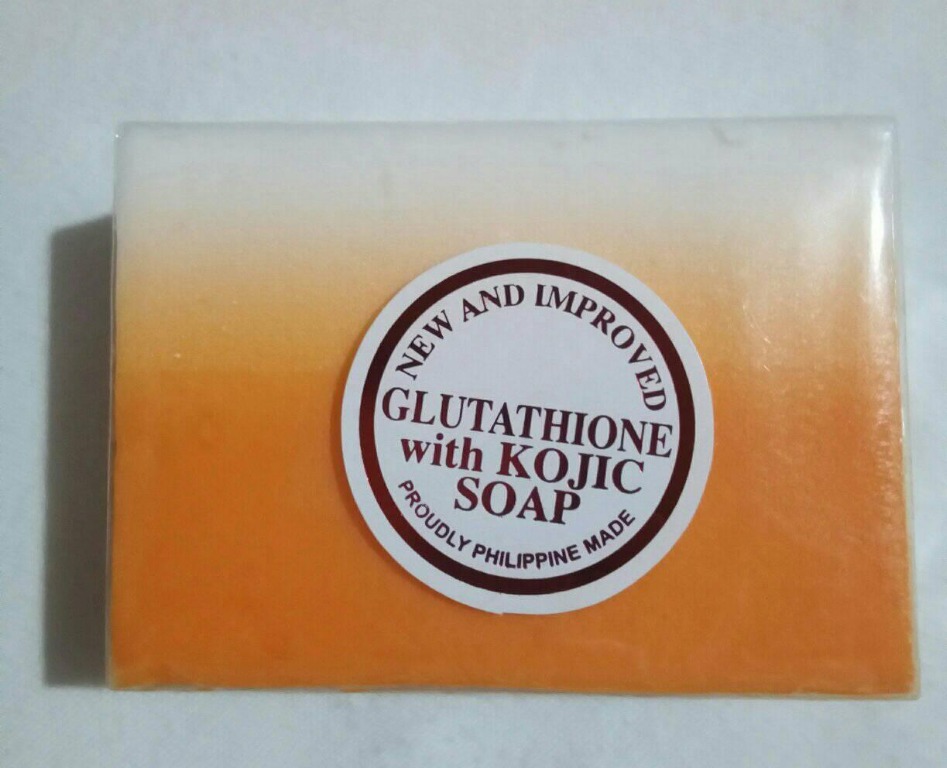 NEW AND IMPROVED
GLUTATHIONE
with KOJIC
SOAP
PROUDLY PHILIPPINE MADE